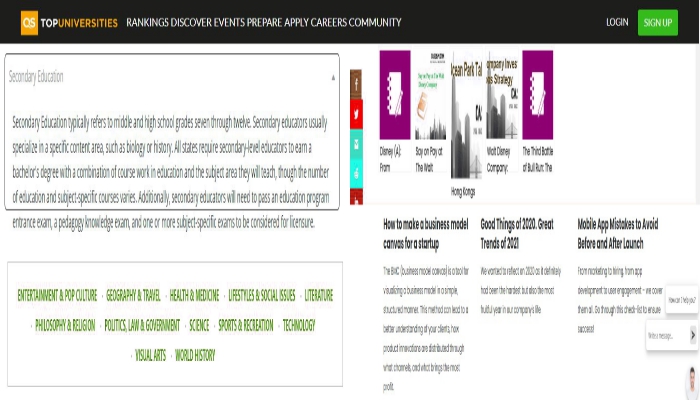 QS TOPUNIVERSITIES RANKINGS DISCOVER EVENTS PREPARE APPLY CAREERS COMMUNITY LOGIN SIGN UP
Secondary Education
Secondary Education typically refers to middle and high school grades seven through twelve. Secondary educators usually
specialize in a specific content area, such as biology or history. All states require secondary-level educators to earn a
bachelor's degree with a combination of course work in education and the subject area they will teach, though the number
of education and subject-specific courses varies. Additionally, secondary educators will need to pass an education program
entrance exam, a pedagogy knowledge exam, and one or more subject-specific exams to be considered for licensure.
ENTERTAINMENT & POP CULTURE · GEOGRAPHY & TRAVEL · HEALTH & MEDICINE · LIFESTYLES & SOCIAL ISSUES · LITERATURE
· PHILOSOPHY & RELIGION · POLITICS, LAW & GOVERNMENT · SCIENCE · SPORTS & RECREATION · TECHNOLOGY
· VISUAL ARTS · WORLD HISTORY
Say on Pay at The Walt
Ocean Park Tal
ompany Inves
ss Strategy
Disney (A):
From
Say on Pay at
The Walt
Hong Kongs
Walt Disney
Company:
The Third Battle
of Bull Run: The
How to make a business model
canvas for a startup
The BMC (business model canvas) is a tool for
visualizing a business model in a simple,
structured manner. This method can lead to a
better understanding of your clients, how
product innovations are distributed through
what channels, and what brings the most
profit.
Good Things of 2020. Great
Trends of 2021
We wanted to reflect on 2020 as it definitely
had been the hardest but also the most
fruitful year in our company's life
Mobile App Mistakes to Avoid
Before and After Launch
From marketing to hiring, from app
development to user engagement – we cover
them all. Go through this check-list to ensure
success!
How can I help you?
Write a message...